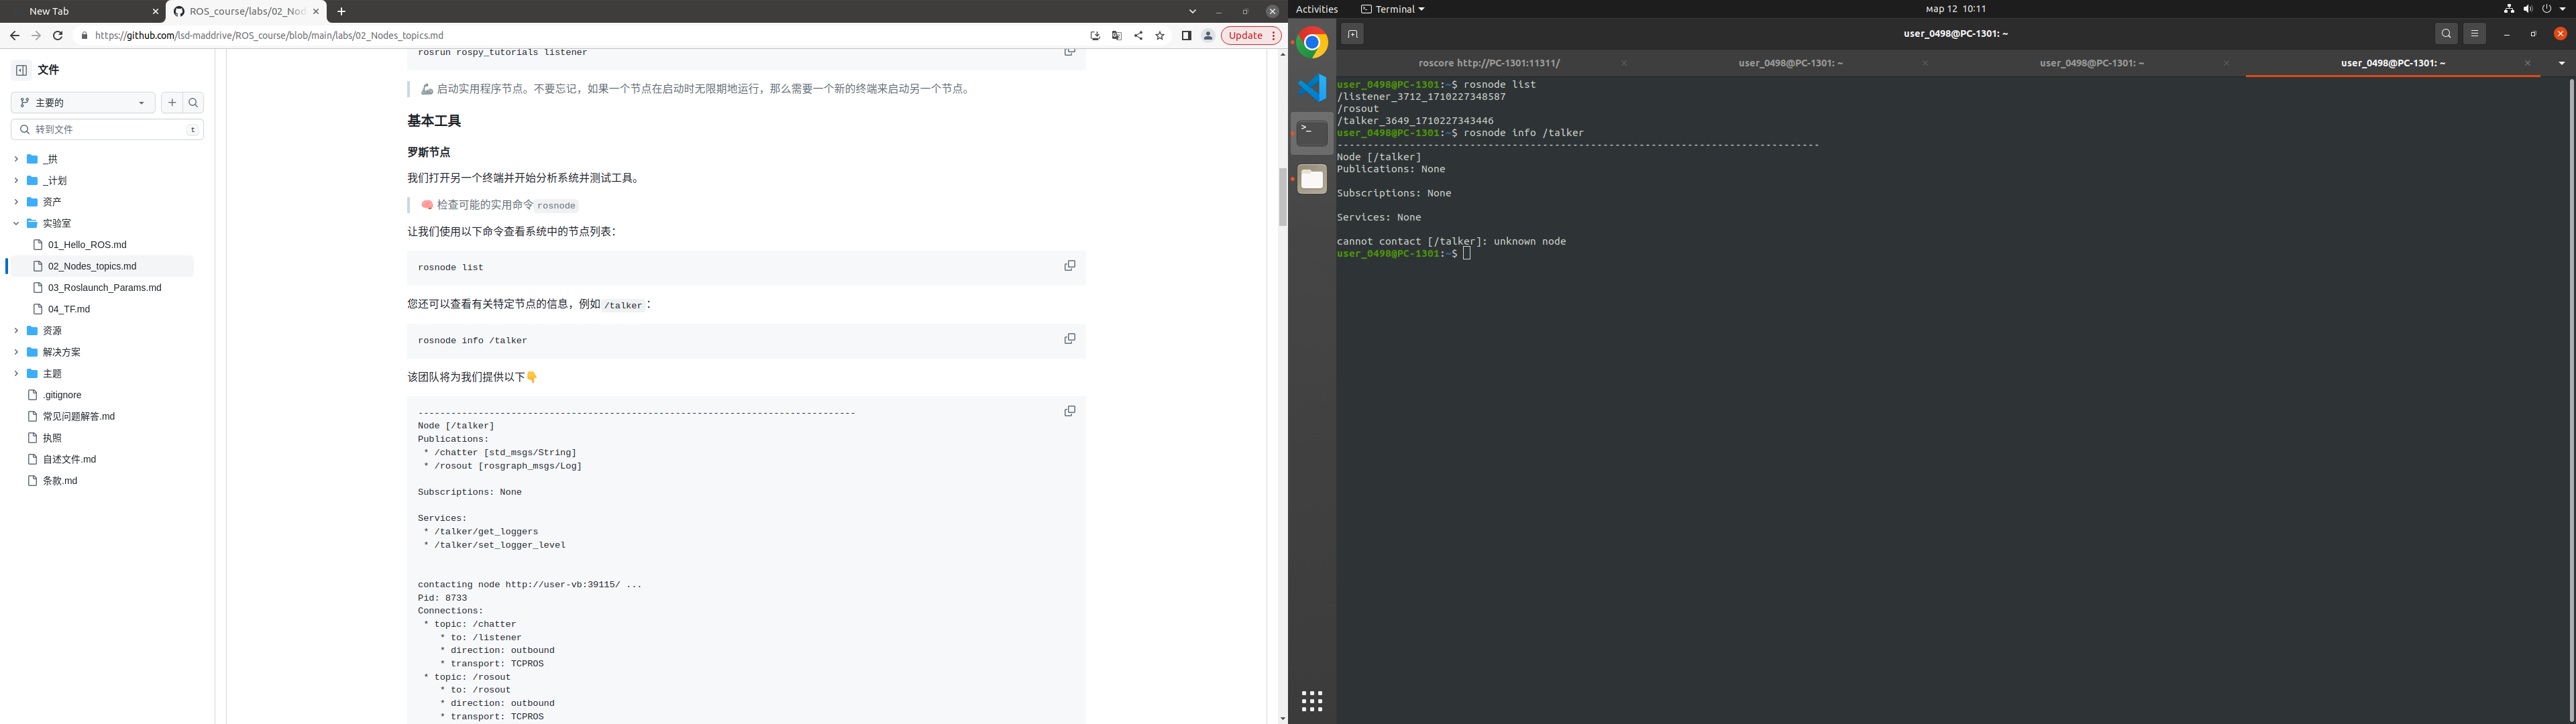 New Tab
ROS_course/labs/02_Nod
https://github.com/lsd-maddrive/ROS_course/blob/main/labs/02_Nodes_topics.md
Update
文件
主要的
转到文件
t
_拱
_计划
资产
实验室
01_Hello_ROS.md
02_Nodes_topics.md
03_Roslaunch_Params.md
04_TF.md
资源
解决方案
主题
.gitignore
常见问题解答.md
执照
自述文件.md
条款.md
rosrun rospy_tutorials listener
🦾 启动实用程序节点。不要忘记，如果一个节点在启动时无限期地运行，那么需要一个新的终端来启动另一个节点。
基本工具
罗斯节点
我们打开另一个终端并开始分析系统并测试工具。
🧠 检查可能的实用命令rosnode
让我们使用以下命令查看系统中的节点列表：
rosnode list
您还可以查看有关特定节点的信息，例如/talker：
rosnode info /talker
该团队将为我们提供以下👇
--------------------------------------------------------------------------------
Node [/talker]
Publications:
* /chatter [std_msgs/String]
* /rosout [rosgraph_msgs/Log]
Subscriptions: None
Services:
* /talker/get_loggers
* /talker/set_logger_level
contacting node http://user-vb:39115/ ...
Pid: 8733
Connections:
* topic: /chatter
* to: /listener
* direction: outbound
* transport: TCPROS
* topic: /rosout
* to: /rosout
* direction: outbound
* transport: TCPROS
Activities
Terminal
мар 12 10:11
user_0498@PC-1301: ~
roscore http://PC-1301:11311/
user_0498@PC-1301: ~
user_0498@PC-1301: ~
user_0498@PC-1301: ~
user_0498@PC-1301:~$ rosnode list
/listener_3712_1710227348587
/rosout
/talker_3649_1710227343446
user_0498@PC-1301:~$ rosnode info /talker
--------------------------------------------------------------------------------
Node [/talker]
Publications: None
Subscriptions: None
Services: None
cannot contact [/talker]: unknown node
user_0498@PC-1301:~$